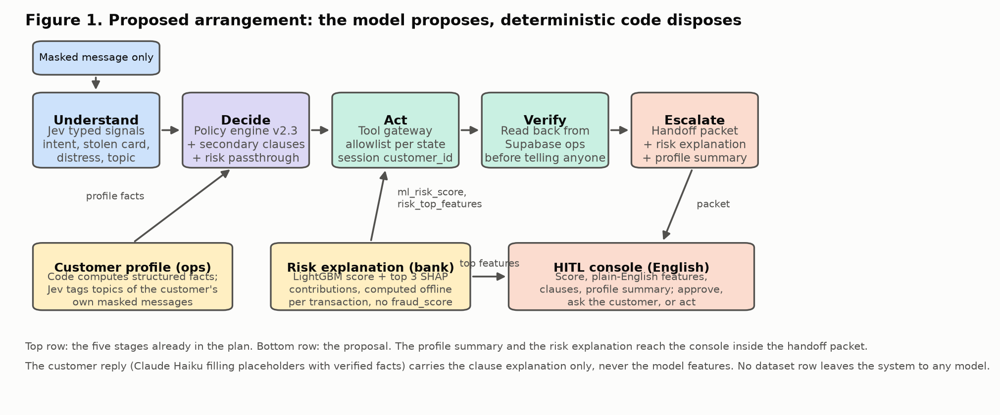 Figure 1. Proposed arrangement: the model proposes, deterministic code disposes
Masked message only
Understand
Jev typed signals
intent, stolen card,
distress, topic
Decide
Policy engine v2.3
+ secondary clauses
+ risk passthrough
Act
Tool gateway
allowlist per state
session customer_id
Verify
Read back from
Supabase ops
before telling anyone
Escalate
Handoff packet
+ risk explanation
+ profile summary
profile facts
ml_risk_score,
risk_top_features
packet
Customer profile (ops)
Code computes structured facts;
Jev tags topics of the customer's
own masked messages
Risk explanation (bank)
LightGBM score + top 3 SHAP
contributions, computed offline
per transaction, no fraud_score
top features
HITL console (English)
Score, plain-English features,
clauses, profile summary; approve,
ask the customer, or act
Top row: the five stages already in the plan. Bottom row: the proposal. The profile summary and the risk explanation reach the console inside the handoff packet.
The customer reply (Claude Haiku filling placeholders with verified facts) carries the clause explanation only, never the model features. No dataset row leaves the system to any model.